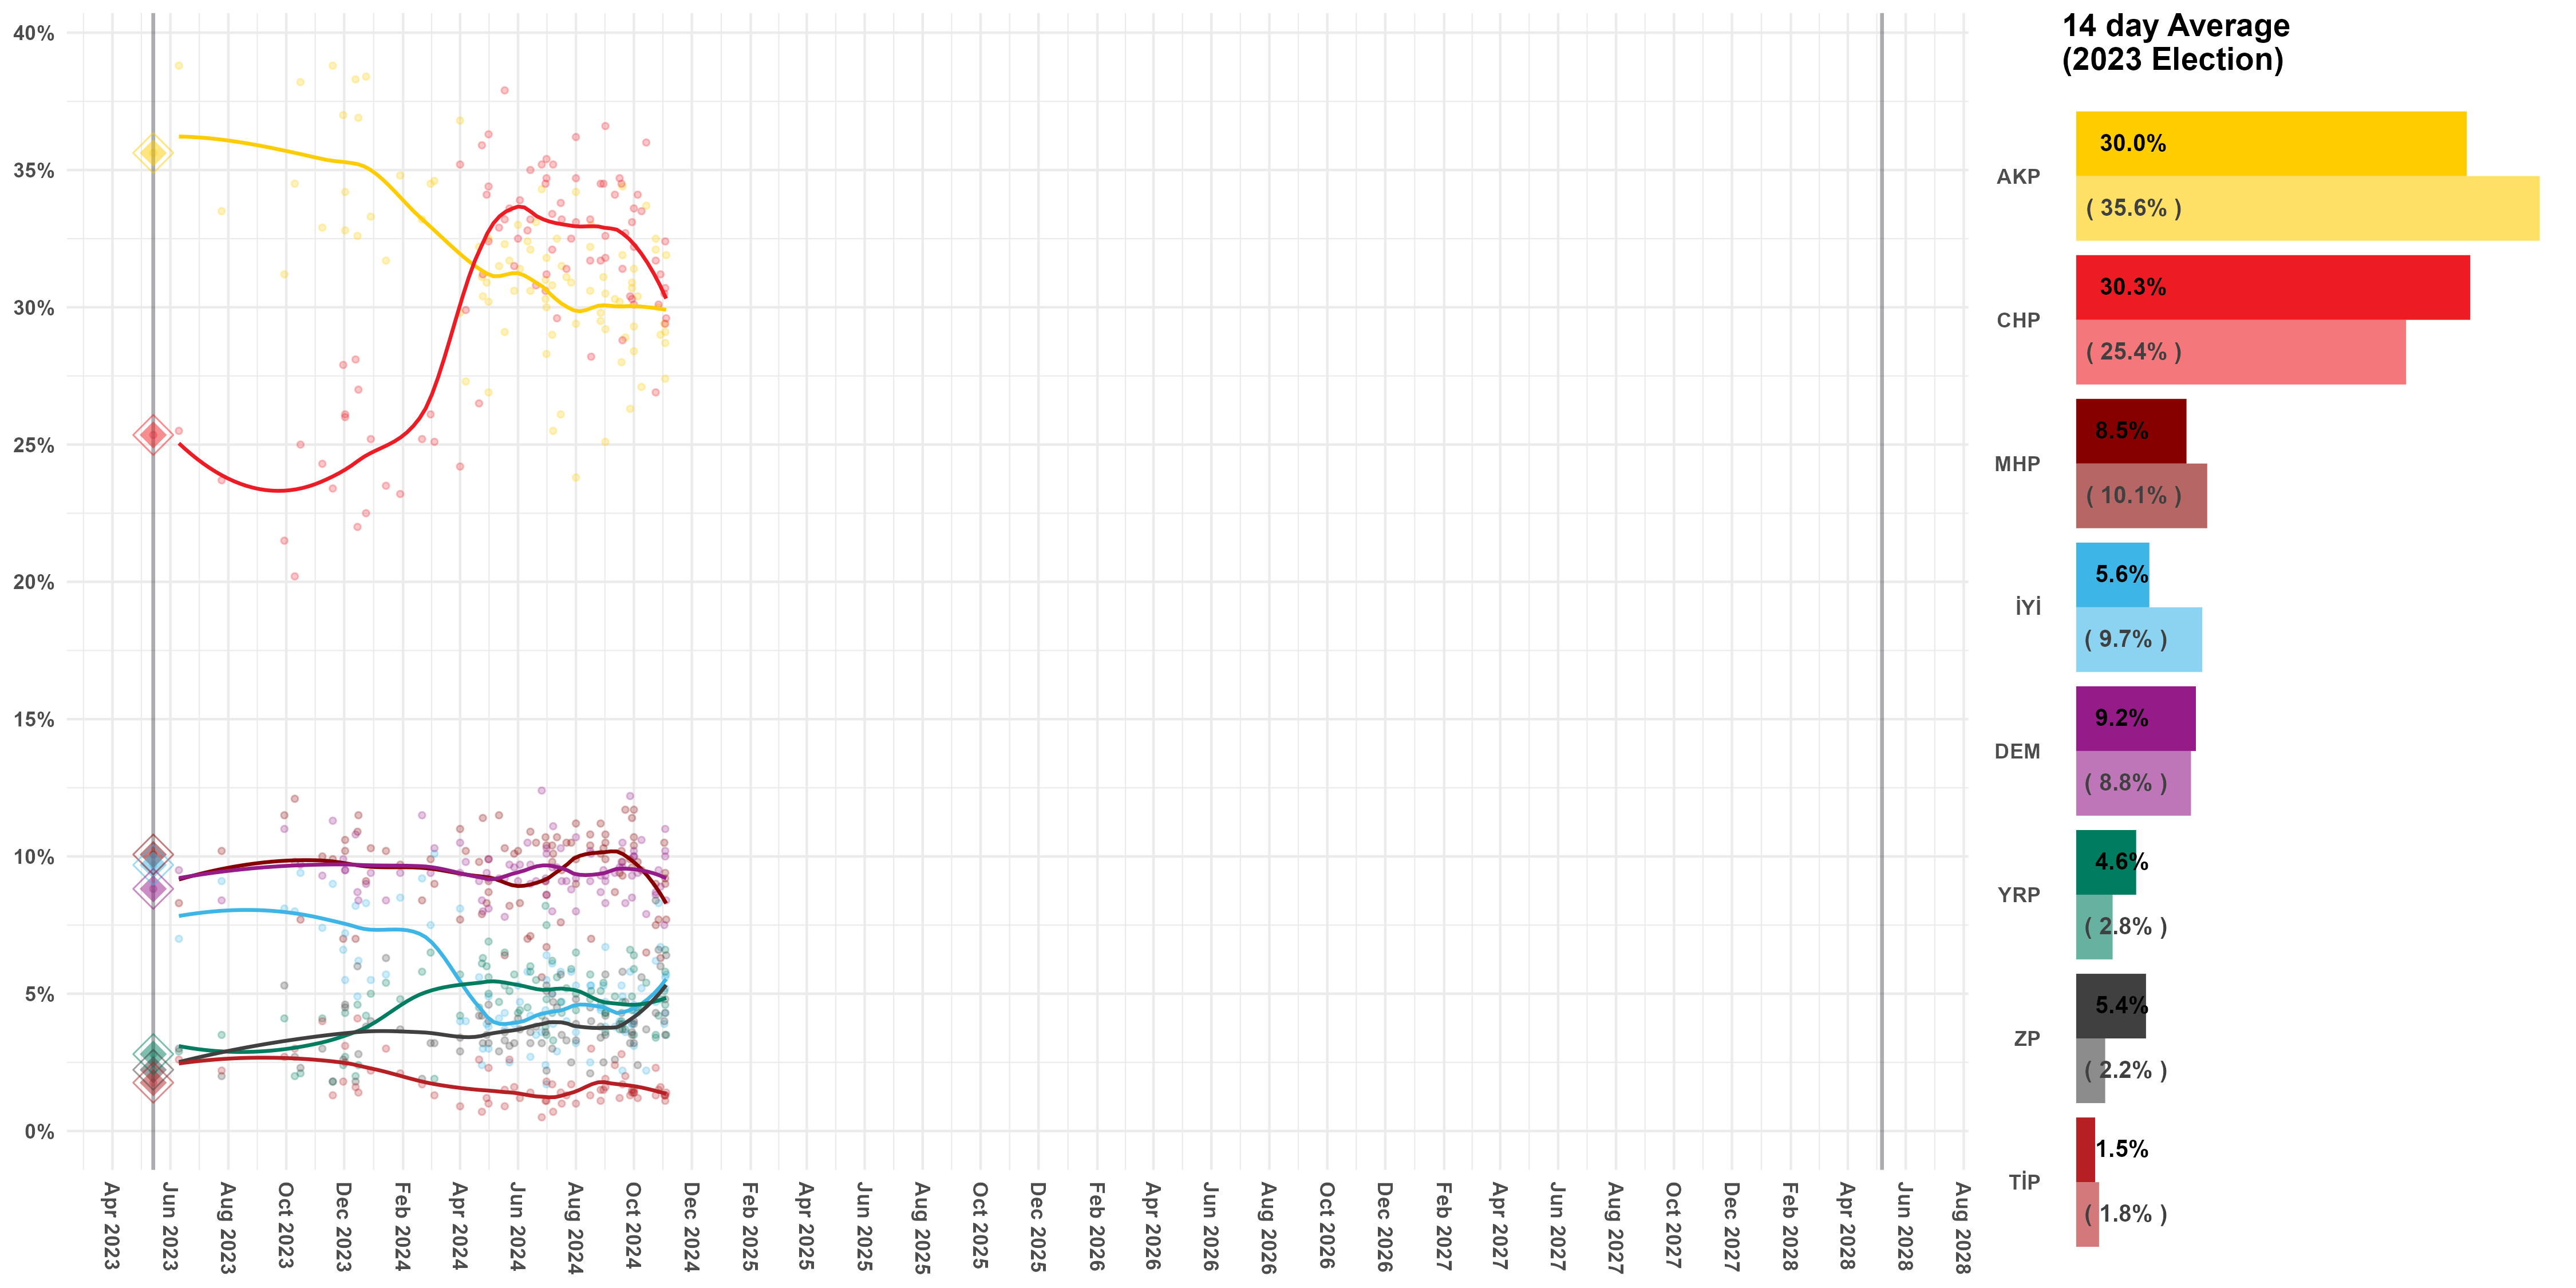 40%
35%
30%
25%
20%
15%
10%
5%
0%
Apr 2023
Jun 2023
Aug 2023
Oct 2023
Dec 2023
Feb 2024
Apr 2024
Jun 2024
Aug 2024
Oct 2024
Dec 2024
Feb 2025
Apr 2025
Jun 2025
Aug 2025
Oct 2025
Dec 2025
Feb 2026
Apr 2026
Jun 2026
Aug 2026
Oct 2026
Dec 2026
Feb 2027
Apr 2027
Jun 2027
Aug 2027
Oct 2027
Dec 2027
Feb 2028
Apr 2028
Jun 2028
Aug 2028
14 day Average
(2023 Election)
AKP
30.0%
( 35.6% )
CHP
30.3%
( 25.4% )
MHP
8.5%
( 10.1% )
İYİ
5.6%
( 9.7% )
DEM
9.2%
( 8.8% )
YRP
4.6%
( 2.8% )
ZP
5.4%
( 2.2% )
TİP
1.5%
( 1.8% )